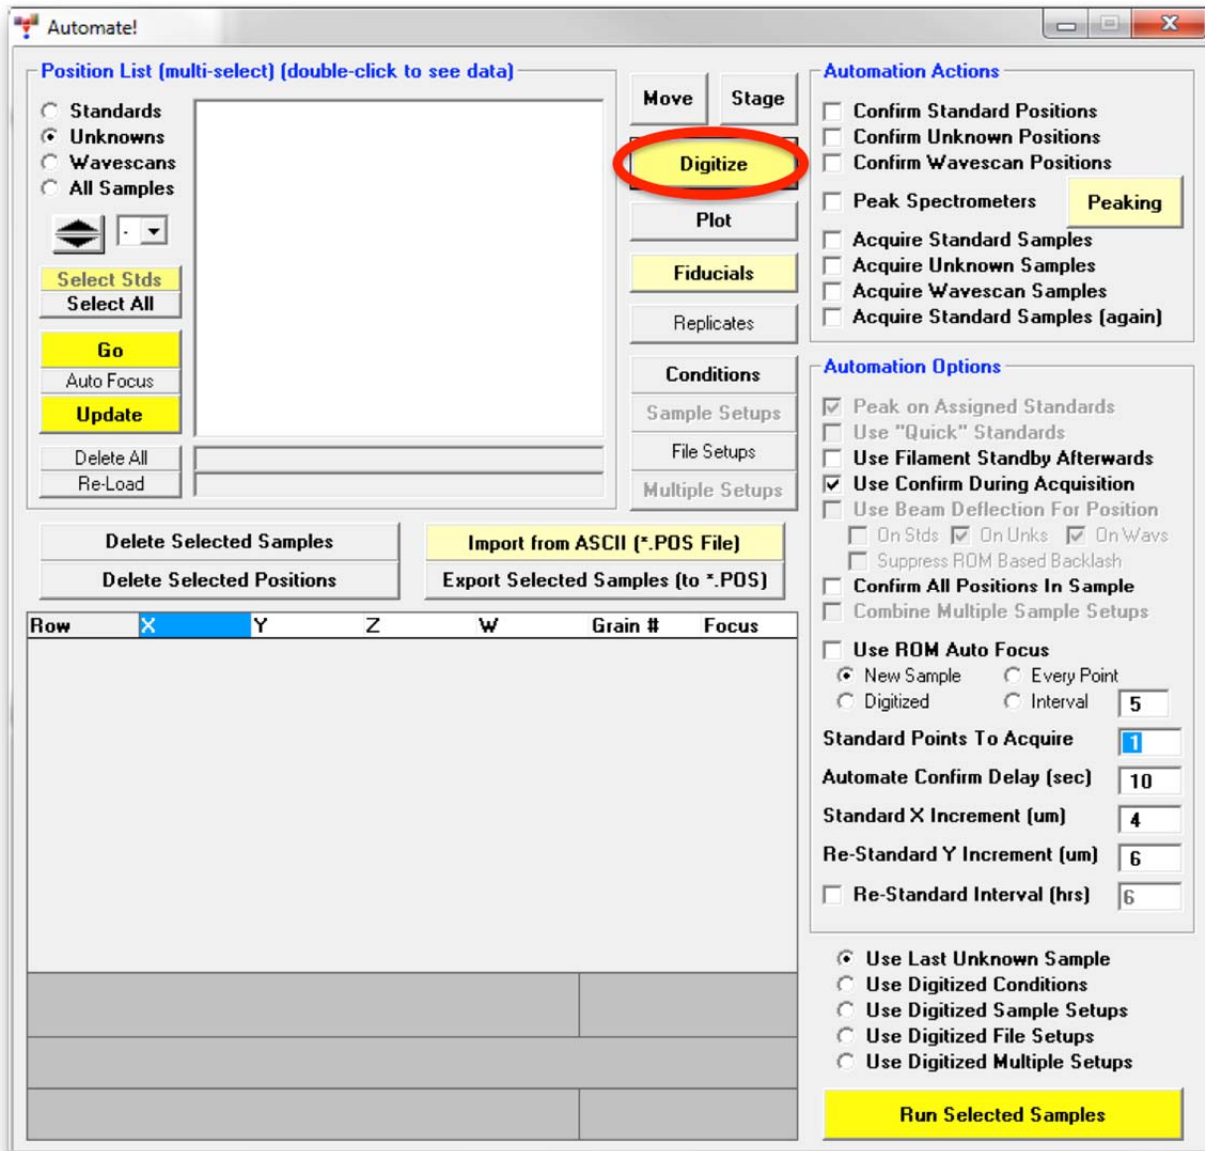 Automate!
Position List (multi-select) (double-click to see data)
Standards
Unknowns
Wavescans
All Samples
-
Select Stds
Select All
Go
Auto Focus
Update
Delete All
Re-Load
Move Stage
Digitize
Plot
Fiducials
Replicates
Conditions
Sample Setups
File Setups
Multiple Setups
Delete Selected Samples
Delete Selected Positions
Import from ASCII (*.POS File)
Export Selected Samples (to *.POS)
Row X Y Z W Grain # Focus
Automation Actions
Confirm Standard Positions
Confirm Unknown Positions
Confirm Wavescan Positions
Peak Spectrometers Peaking
Acquire Standard Samples
Acquire Unknown Samples
Acquire Wavescan Samples
Acquire Standard Samples (again)
Automation Options
Peak on Assigned Standards
Use "Quick" Standards
Use Filament Standby Afterwards
Use Confirm During Acquisition
Use Beam Deflection For Position
On Stds On Unks On Wavs
Suppress ROM Based Backlash
Confirm All Positions In Sample
Combine Multiple Sample Setups
Use ROM Auto Focus
New Sample Every Point
Digitized Interval 5
Standard Points To Acquire 1
Automate Confirm Delay (sec) 10
Standard X Increment (um) 4
Re-Standard Y Increment (um) 6
Re-Standard Interval (hrs) 6
Use Last Unknown Sample
Use Digitized Conditions
Use Digitized Sample Setups
Use Digitized File Setups
Use Digitized Multiple Setups
Run Selected Samples